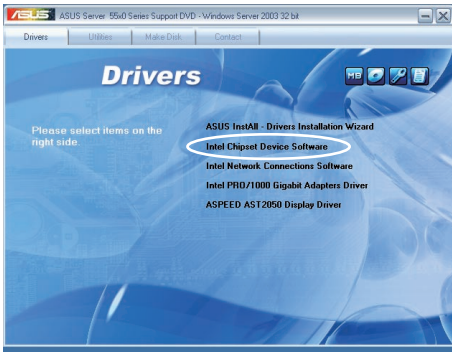 ASUS ASUS Server 55x0 Series Support DVD - Windows Server 2003 32 bit
Drivers Utilities Make Disk Contact
Drivers
MB
Please select items on the
right side.
ASUS InstAll - Drivers Installation Wizard
Intel Chipset Device Software
Intel Network Connections Software
Intel PRO/1000 Gigabit Adapters Driver
ASPEED AST2050 Display Driver